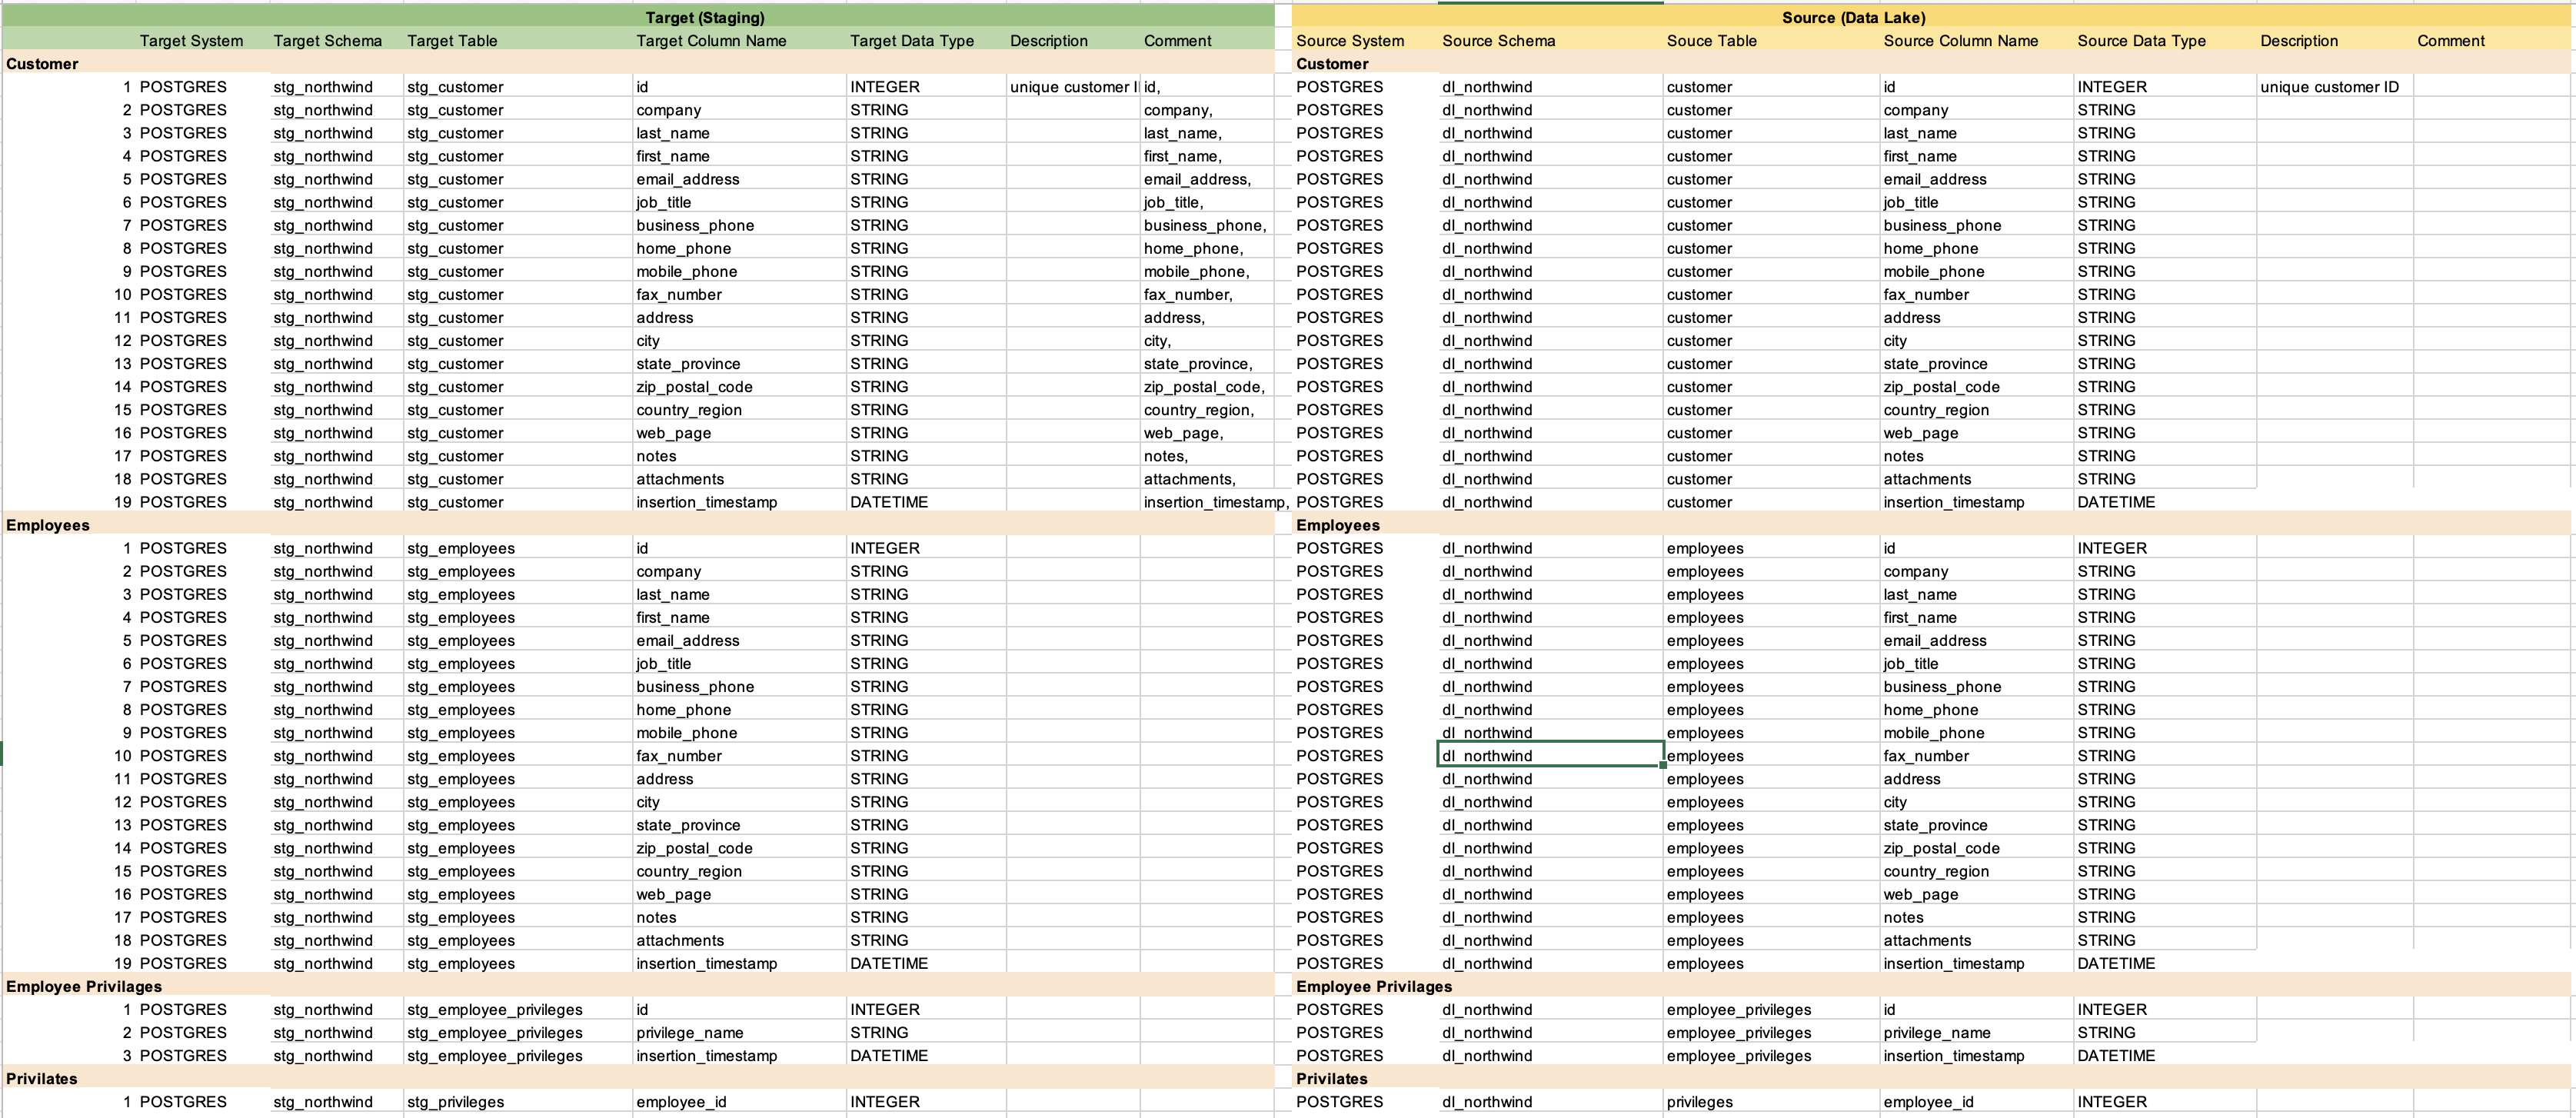 Target (Staging) Source (Data Lake)
Target System Target Schema Target Table Target Column Name Target Data Type Description Comment Source System Source Schema Souce Table Source Column Name Source Data Type Description Comment
Customer Customer
1 POSTGRES stg_northwind stg_customer id INTEGER unique customer I id, POSTGRES dl_northwind customer id INTEGER unique customer ID
2 POSTGRES stg_northwind stg_customer company STRING company, POSTGRES dl_northwind customer company STRING
3 POSTGRES stg_northwind stg_customer last_name STRING last_name, POSTGRES dl_northwind customer last_name STRING
4 POSTGRES stg_northwind stg_customer first_name STRING first_name, POSTGRES dl_northwind customer first_name STRING
5 POSTGRES stg_northwind stg_customer email_address STRING email_address, POSTGRES dl_northwind customer email_address STRING
6 POSTGRES stg_northwind stg_customer job_title STRING job_title, POSTGRES dl_northwind customer job_title STRING
7 POSTGRES stg_northwind stg_customer business_phone STRING business_phone, POSTGRES dl_northwind customer business_phone STRING
8 POSTGRES stg_northwind stg_customer home_phone STRING home_phone, POSTGRES dl_northwind customer home_phone STRING
9 POSTGRES stg_northwind stg_customer mobile_phone STRING mobile_phone, POSTGRES dl_northwind customer mobile_phone STRING
10 POSTGRES stg_northwind stg_customer fax_number STRING fax_number, POSTGRES dl_northwind customer fax_number STRING
11 POSTGRES stg_northwind stg_customer address STRING address, POSTGRES dl_northwind customer address STRING
12 POSTGRES stg_northwind stg_customer city STRING city, POSTGRES dl_northwind customer city STRING
13 POSTGRES stg_northwind stg_customer state_province STRING state_province, POSTGRES dl_northwind customer state_province STRING
14 POSTGRES stg_northwind stg_customer zip_postal_code STRING zip_postal_code, POSTGRES dl_northwind customer zip_postal_code STRING
15 POSTGRES stg_northwind stg_customer country_region STRING country_region, POSTGRES dl_northwind customer country_region STRING
16 POSTGRES stg_northwind stg_customer web_page STRING web_page, POSTGRES dl_northwind customer web_page STRING
17 POSTGRES stg_northwind stg_customer notes STRING notes, POSTGRES dl_northwind customer notes STRING
18 POSTGRES stg_northwind stg_customer attachments STRING attachments, POSTGRES dl_northwind customer attachments STRING
19 POSTGRES stg_northwind stg_customer insertion_timestamp DATETIME insertion_timestamp, POSTGRES dl_northwind customer insertion_timestamp DATETIME
Employees Employees
1 POSTGRES stg_northwind stg_employees id INTEGER POSTGRES dl_northwind employees id INTEGER
2 POSTGRES stg_northwind stg_employees company STRING POSTGRES dl_northwind employees company STRING
3 POSTGRES stg_northwind stg_employees last_name STRING POSTGRES dl_northwind employees last_name STRING
4 POSTGRES stg_northwind stg_employees first_name STRING POSTGRES dl_northwind employees first_name STRING
5 POSTGRES stg_northwind stg_employees email_address STRING POSTGRES dl_northwind employees email_address STRING
6 POSTGRES stg_northwind stg_employees job_title STRING POSTGRES dl_northwind employees job_title STRING
7 POSTGRES stg_northwind stg_employees business_phone STRING POSTGRES dl_northwind employees business_phone STRING
8 POSTGRES stg_northwind stg_employees home_phone STRING POSTGRES dl_northwind employees home_phone STRING
9 POSTGRES stg_northwind stg_employees mobile_phone STRING POSTGRES dl_northwind employees mobile_phone STRING
10 POSTGRES stg_northwind stg_employees fax_number STRING POSTGRES dl_northwind employees fax_number STRING
11 POSTGRES stg_northwind stg_employees address STRING POSTGRES dl_northwind employees address STRING
12 POSTGRES stg_northwind stg_employees city STRING POSTGRES dl_northwind employees city STRING
13 POSTGRES stg_northwind stg_employees state_province STRING POSTGRES dl_northwind employees state_province STRING
14 POSTGRES stg_northwind stg_employees zip_postal_code STRING POSTGRES dl_northwind employees zip_postal_code STRING
15 POSTGRES stg_northwind stg_employees country_region STRING POSTGRES dl_northwind employees country_region STRING
16 POSTGRES stg_northwind stg_employees web_page STRING POSTGRES dl_northwind employees web_page STRING
17 POSTGRES stg_northwind stg_employees notes STRING POSTGRES dl_northwind employees notes STRING
18 POSTGRES stg_northwind stg_employees attachments STRING POSTGRES dl_northwind employees attachments STRING
19 POSTGRES stg_northwind stg_employees insertion_timestamp DATETIME POSTGRES dl_northwind employees insertion_timestamp DATETIME
Employee Privilages Employee Privilages
1 POSTGRES stg_northwind stg_employee_privileges id INTEGER POSTGRES dl_northwind employee_privileges id INTEGER
2 POSTGRES stg_northwind stg_employee_privileges privilege_name STRING POSTGRES dl_northwind employee_privileges privilege_name STRING
3 POSTGRES stg_northwind stg_employee_privileges insertion_timestamp DATETIME POSTGRES dl_northwind employee_privileges insertion_timestamp DATETIME
Privilates Privilates
1 POSTGRES stg_northwind stg_privileges employee_id INTEGER POSTGRES dl_northwind privileges employee_id INTEGER